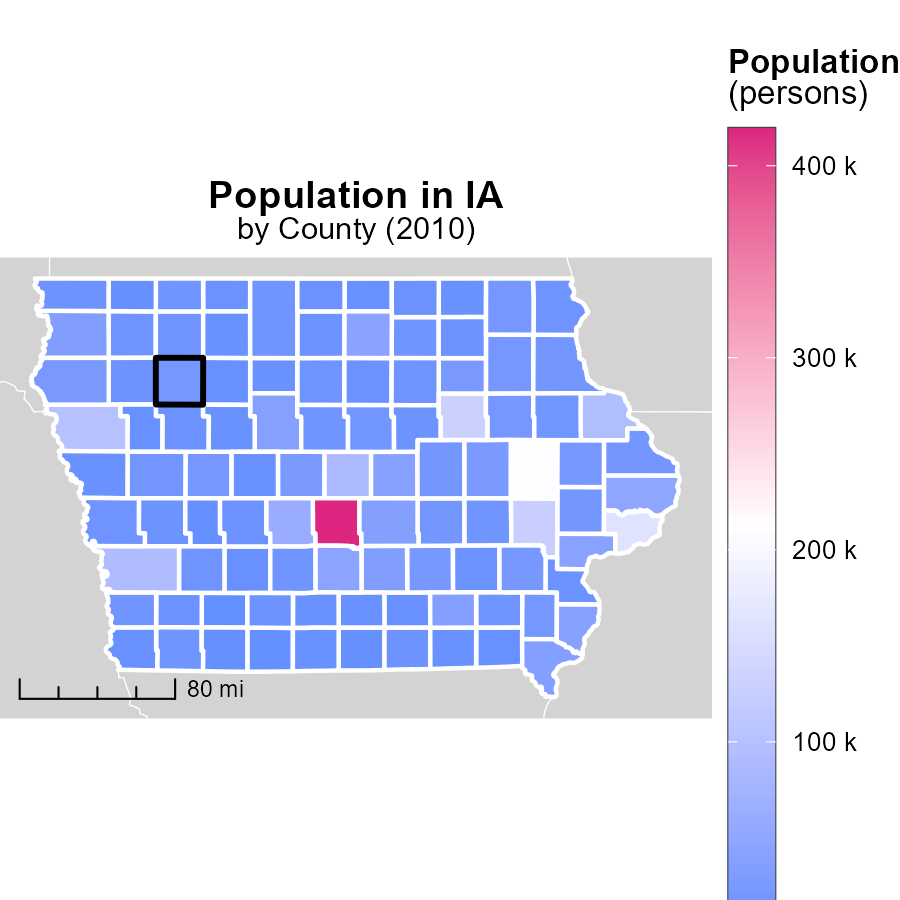 Population in IA
by County (2010)
Population
(persons)
400 k
300 k
200 k
100 k
80 mi